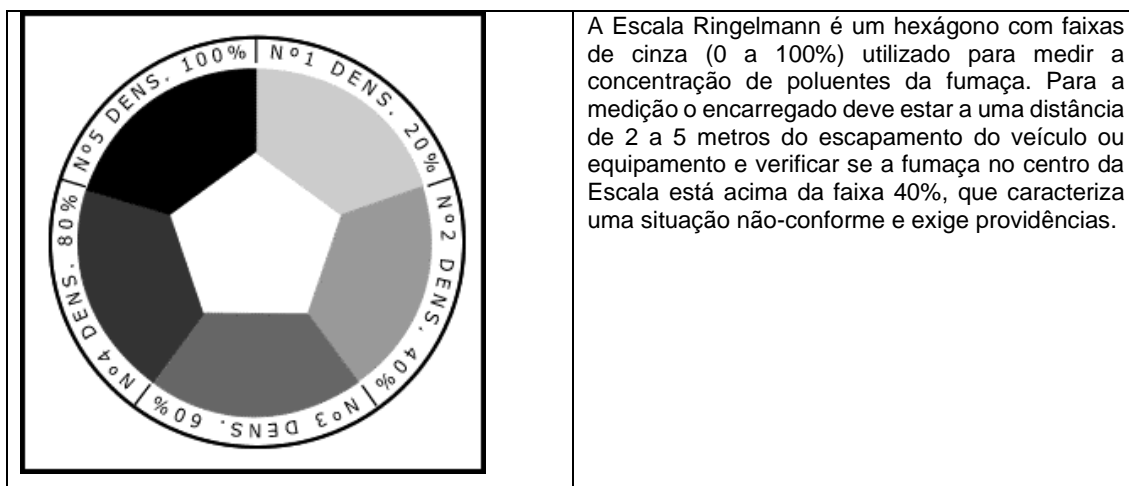 Nº1 DENS. 20%
Nº2 DENS. 40%
Nº3 DENS. 60%
Nº4 DENS. 80%
Nº5 DENS. 100%
A Escala Ringelmann é um hexágono com faixas
de cinza (0 a 100%) utilizado para medir a
concentração de poluentes da fumaça. Para a
medição o encarregado deve estar a uma distância
de 2 a 5 metros do escapamento do veículo ou
equipamento e verificar se a fumaça no centro da
Escala está acima da faixa 40%, que caracteriza
uma situação não-conforme e exige providências.